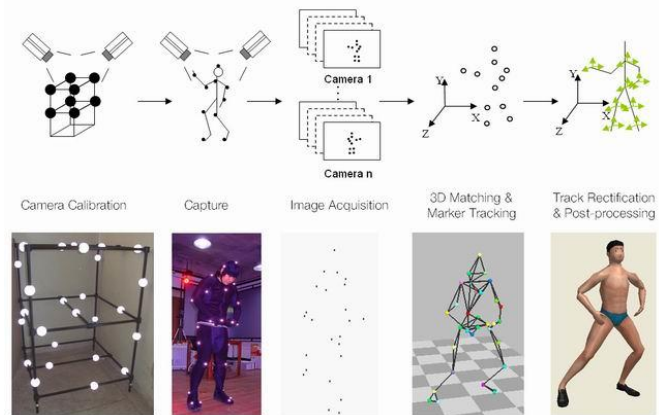 Camera 1
Camera n
Y
X
Z
Y
X
Z
Camera Calibration
Capture
Image Acquisition
3D Matching &
Marker Tracking
Track Rectification
& Post-processing